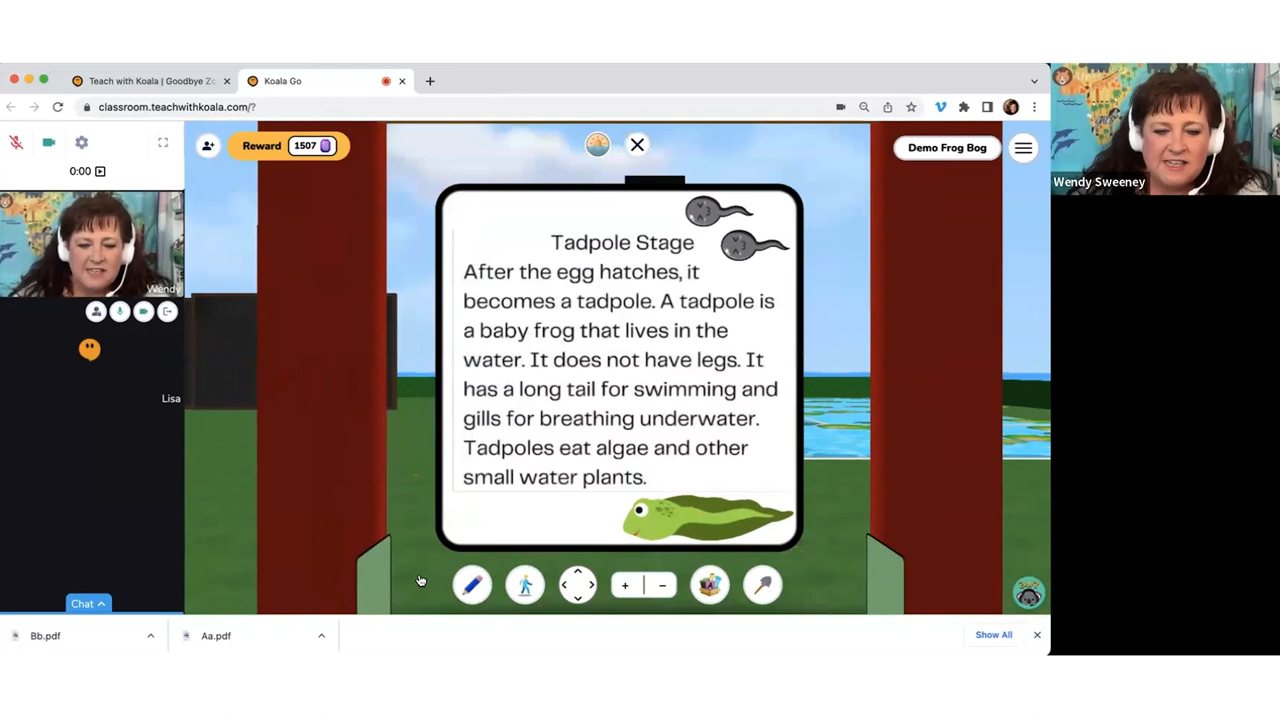 Teach with Koala | Goodbye Zo
Koala Go
classroom.teachwithkoala.com/?
Reward 1507
Demo Frog Bog
0:00
Wendy
Lisa
Tadpole Stage
After the egg hatches, it
becomes a tadpole. A tadpole is
a baby frog that lives in the
water. It does not have legs. It
has a long tail for swimming and
gills for breathing underwater.
Tadpoles eat algae and other
small water plants.
+ | −
Chat
Bb.pdf
Aa.pdf
Show All
Wendy Sweeney